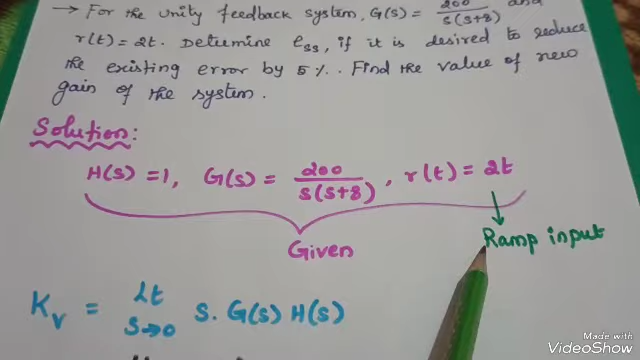 → For the unity feedback system, G(s) = 200 / s(s+8) and
r(t) = 2t. Determine ess, if it is desired to reduce
the existing error by 5%. Find the value of new
gain of the system.
Solution:
H(s) = 1, G(s) = 200 / s(s+8), r(t) = 2t
Given
Ramp input
Kv = Lt s→0 s. G(s) H(s)
Made with
VideoShow